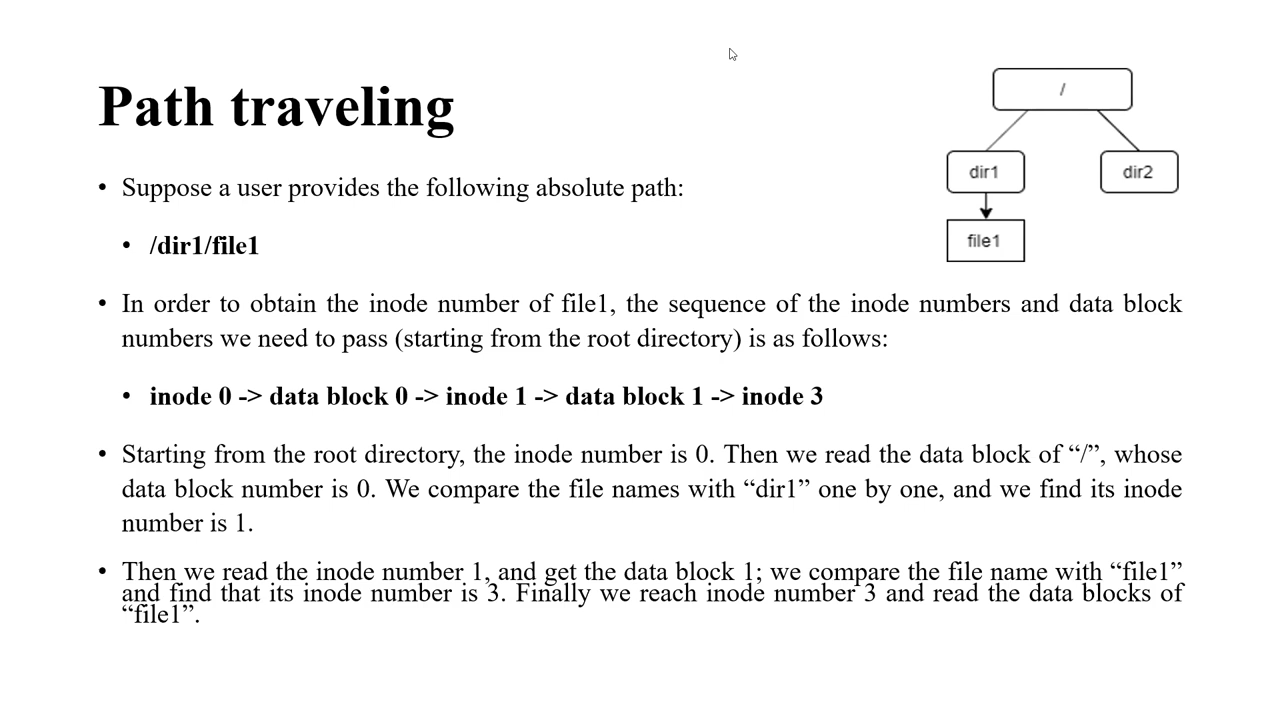 Path traveling
• Suppose a user provides the following absolute path:
• /dir1/file1
• In order to obtain the inode number of file1, the sequence of the inode numbers and data block
numbers we need to pass (starting from the root directory) is as follows:
• inode 0 -> data block 0 -> inode 1 -> data block 1 -> inode 3
• Starting from the root directory, the inode number is 0. Then we read the data block of “/”, whose
data block number is 0. We compare the file names with “dir1” one by one, and we find its inode
number is 1.
• Then we read the inode number 1, and get the data block 1; we compare the file name with “file1”
and find that its inode number is 3. Finally we reach inode number 3 and read the data blocks of
“file1”.
/
dir1
dir2
file1